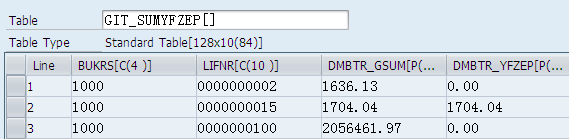 Table GIT_SUMYFZEP[]
Table Type Standard Table[128x10(84)]
Line BUKRS[C(4 )] LIFNR[C(10 )] DMBTR_GSUM[P(... DMBTR_YFZEP[P(...
1 1000 0000000002 1636.13 0.00
2 1000 0000000015 1704.04 1704.04
3 1000 0000000100 2056461.97 0.00